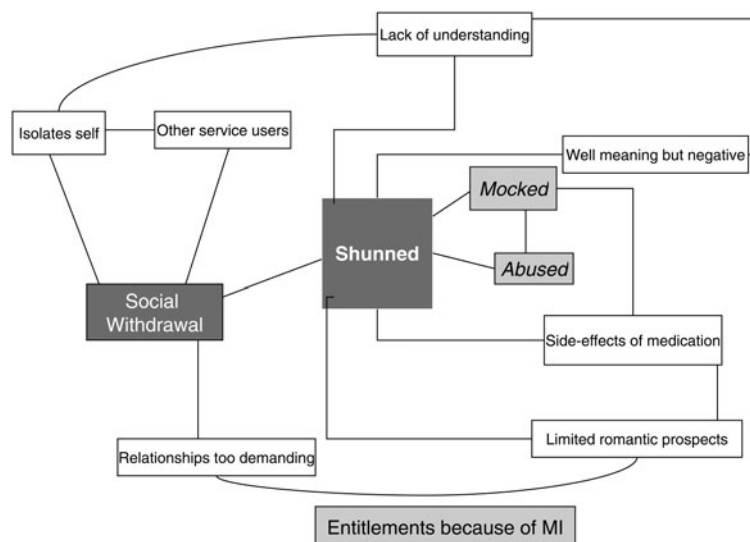 Lack of understanding
Isolates self
Other service users
Well meaning but negative
Mocked
Shunned
Abused
Social
Withdrawal
Side-effects of medication
Limited romantic prospects
Relationships too demanding
Entitlements because of MI